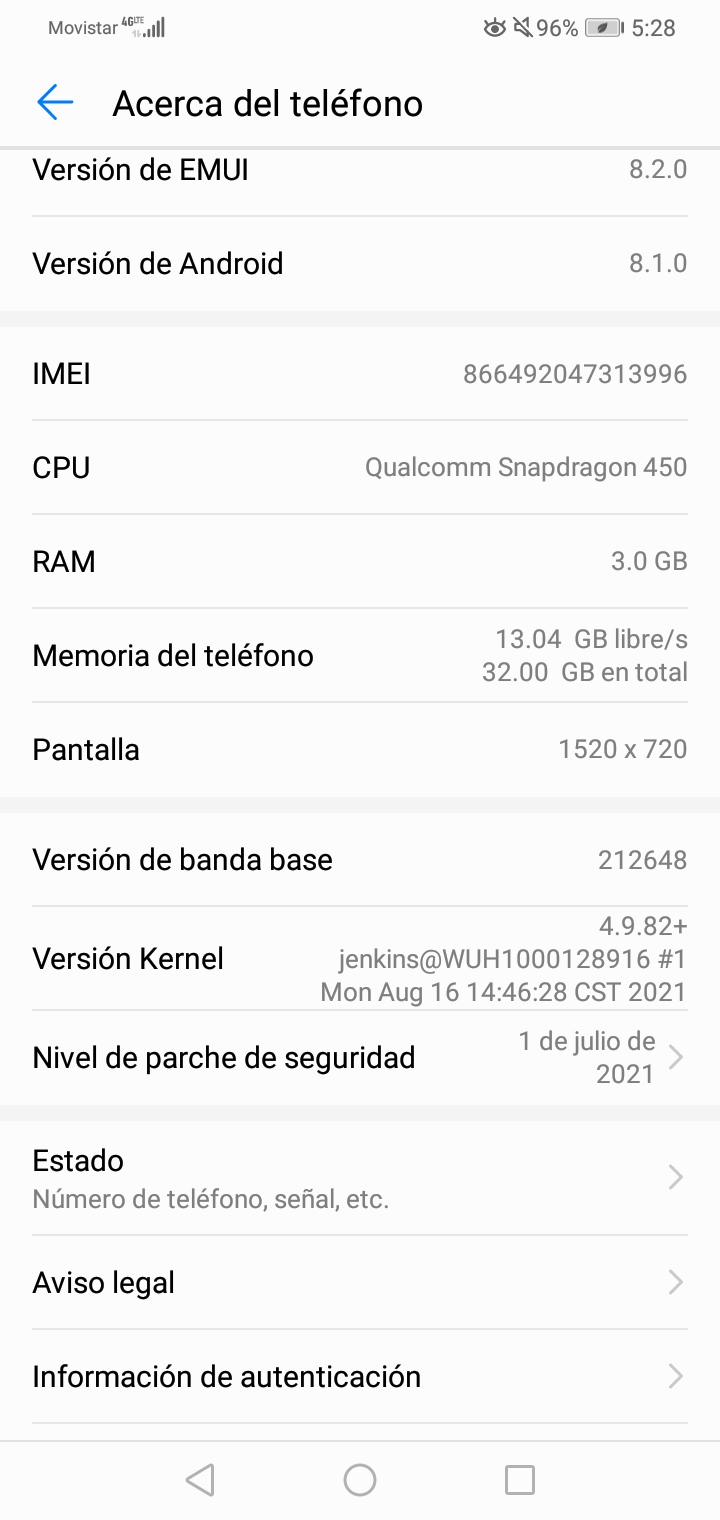 Movistar 4G LTE 96% 5:28
Acerca del teléfono
Versión de EMUI 8.2.0
Versión de Android 8.1.0
IMEI 866492047313996
CPU Qualcomm Snapdragon 450
RAM 3.0 GB
Memoria del teléfono 13.04 GB libre/s
32.00 GB en total
Pantalla 1520 x 720
Versión de banda base 212648
4.9.82+
Versión Kernel jenkins@WUH1000128916 #1
Mon Aug 16 14:46:28 CST 2021
Nivel de parche de seguridad 1 de julio de
2021
Estado
Número de teléfono, señal, etc.
Aviso legal
Información de autenticación